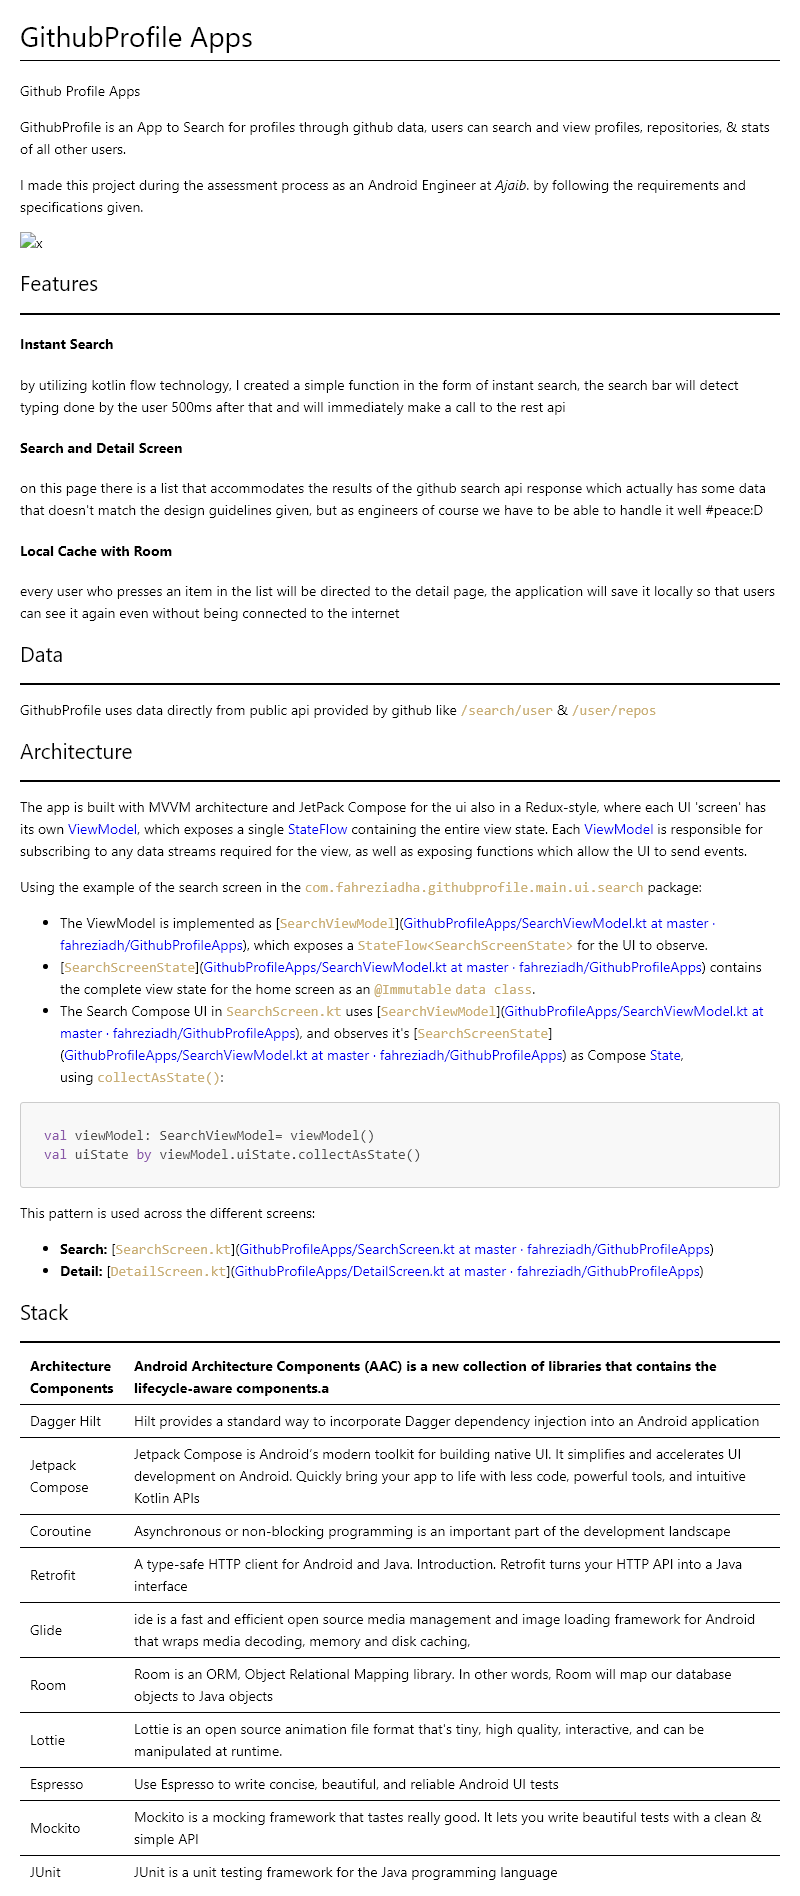 GithubProfile Apps
Github Profile Apps
GithubProfile is an App to Search for profiles through github data, users can search and view profiles, repositories, & stats
of all other users.
I made this project during the assessment process as an Android Engineer at Ajaib. by following the requirements and
specifications given.
x
Features
Instant Search
by utilizing kotlin flow technology, I created a simple function in the form of instant search, the search bar will detect
typing done by the user 500ms after that and will immediately make a call to the rest api
Search and Detail Screen
on this page there is a list that accommodates the results of the github search api response which actually has some data
that doesn't match the design guidelines given, but as engineers of course we have to be able to handle it well #peace:D
Local Cache with Room
every user who presses an item in the list will be directed to the detail page, the application will save it locally so that users
can see it again even without being connected to the internet
Data
GithubProfile uses data directly from public api provided by github like /search/user & /user/repos
Architecture
The app is built with MVVM architecture and JetPack Compose for the ui also in a Redux-style, where each UI 'screen' has
its own ViewModel, which exposes a single StateFlow containing the entire view state. Each ViewModel is responsible for
subscribing to any data streams required for the view, as well as exposing functions which allow the UI to send events.
Using the example of the search screen in the com.fahreziadha.githubprofile.main.ui.search package:
• The ViewModel is implemented as [SearchViewModel](GithubProfileApps/SearchViewModel.kt at master ·
fahreziadh/GithubProfileApps), which exposes a StateFlow<SearchScreenState> for the UI to observe.
• [SearchScreenState](GithubProfileApps/SearchViewModel.kt at master · fahreziadh/GithubProfileApps) contains
the complete view state for the home screen as an @Immutable data class.
• The Search Compose UI in SearchScreen.kt uses [SearchViewModel](GithubProfileApps/SearchViewModel.kt at
master · fahreziadh/GithubProfileApps), and observes it's [SearchScreenState]
(GithubProfileApps/SearchViewModel.kt at master · fahreziadh/GithubProfileApps) as Compose State,
using collectAsState():
val viewModel: SearchViewModel= viewModel()
val uiState by viewModel.uiState.collectAsState()
This pattern is used across the different screens:
• Search: [SearchScreen.kt](GithubProfileApps/SearchScreen.kt at master · fahreziadh/GithubProfileApps)
• Detail: [DetailScreen.kt](GithubProfileApps/DetailScreen.kt at master · fahreziadh/GithubProfileApps)
Stack
Architecture
Components
Android Architecture Components (AAC) is a new collection of libraries that contains the
lifecycle-aware components.a
Dagger Hilt
Hilt provides a standard way to incorporate Dagger dependency injection into an Android application
Jetpack
Compose
Jetpack Compose is Android's modern toolkit for building native UI. It simplifies and accelerates UI
development on Android. Quickly bring your app to life with less code, powerful tools, and intuitive
Kotlin APIs
Coroutine
Asynchronous or non-blocking programming is an important part of the development landscape
Retrofit
A type-safe HTTP client for Android and Java. Introduction. Retrofit turns your HTTP API into a Java
interface
Glide
ide is a fast and efficient open source media management and image loading framework for Android
that wraps media decoding, memory and disk caching,
Room
Room is an ORM, Object Relational Mapping library. In other words, Room will map our database
objects to Java objects
Lottie
Lottie is an open source animation file format that's tiny, high quality, interactive, and can be
manipulated at runtime.
Espresso
Use Espresso to write concise, beautiful, and reliable Android UI tests
Mockito
Mockito is a mocking framework that tastes really good. It lets you write beautiful tests with a clean &
simple API
JUnit
JUnit is a unit testing framework for the Java programming language